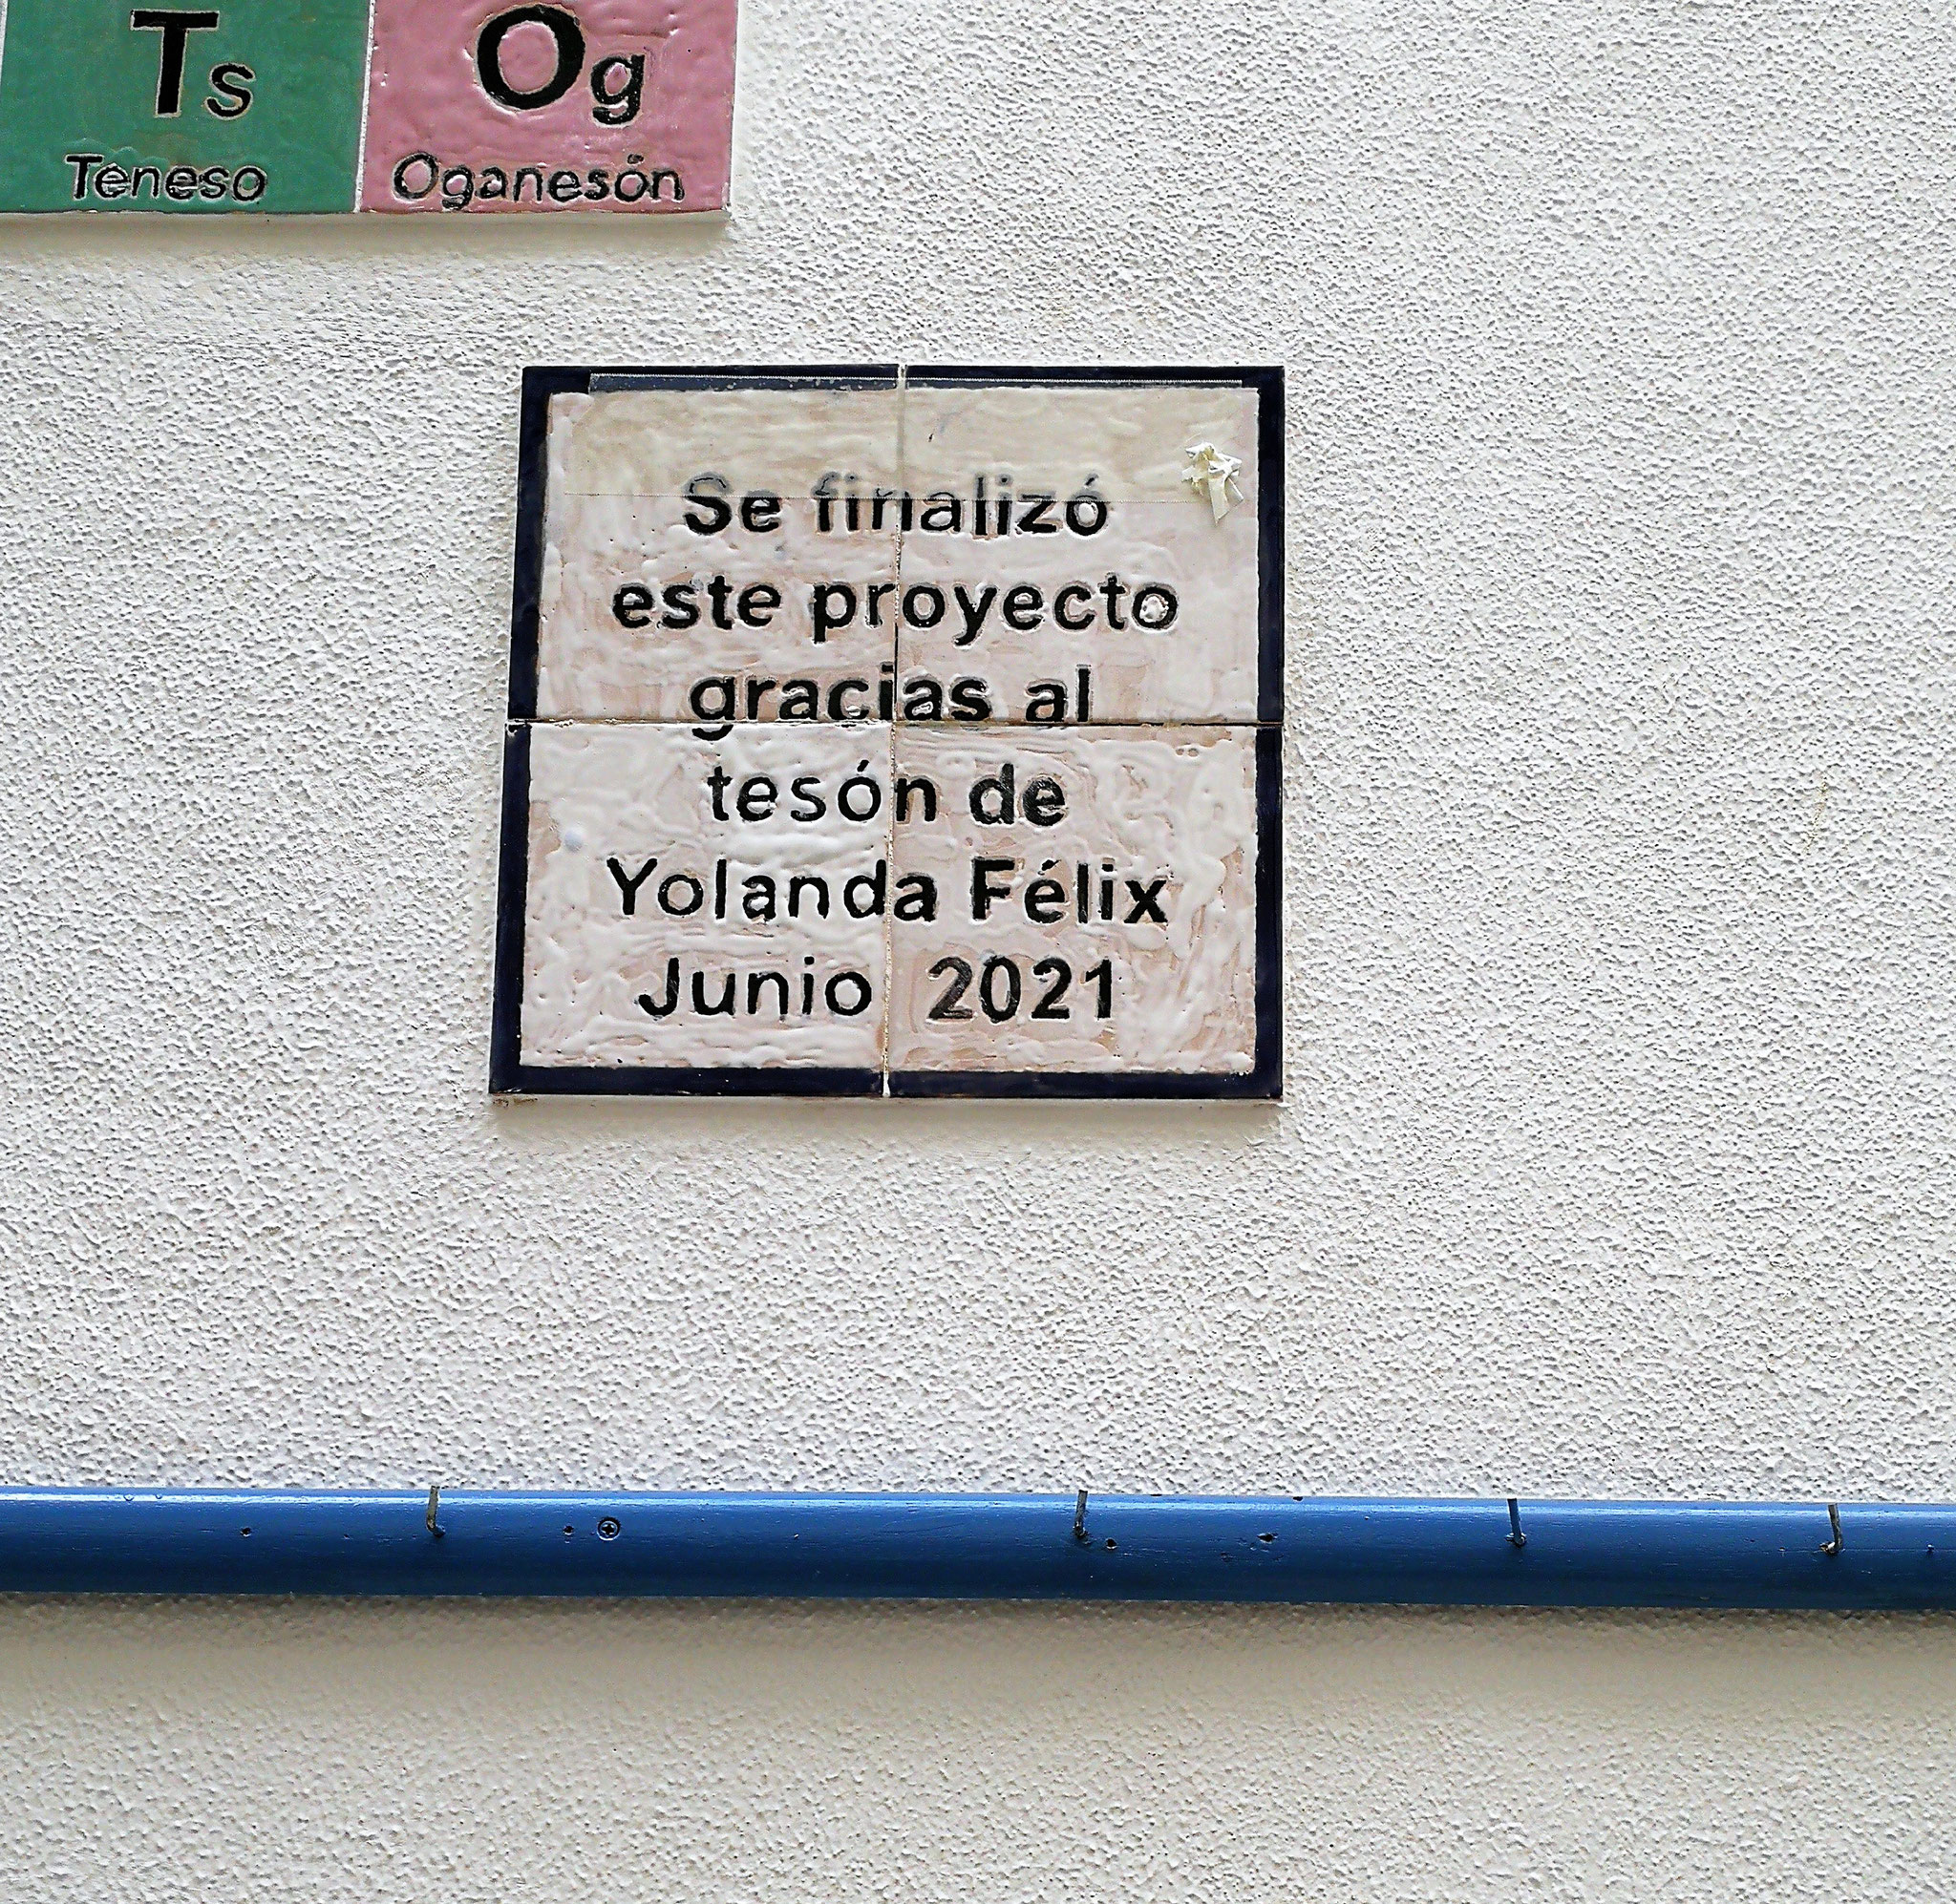 Ts Og
Teneso Oganesón
Se finalizó
este proyecto
gracias al
tesón de
Yolanda Félix
Junio 2021